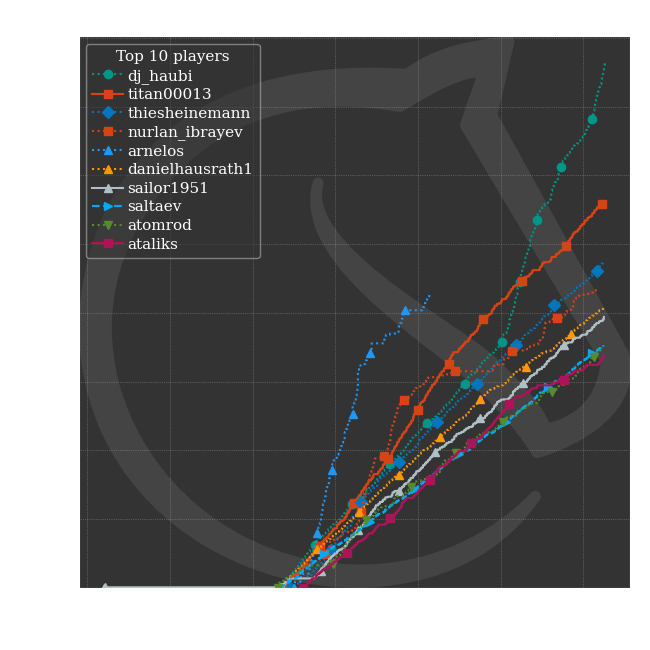 Top 10 players
dj_haubi
titan00013
thiesheinemann
nurlan_ibrayev
arnelos
danielhausrath1
sailor1951
saltaev
atomrod
ataliks